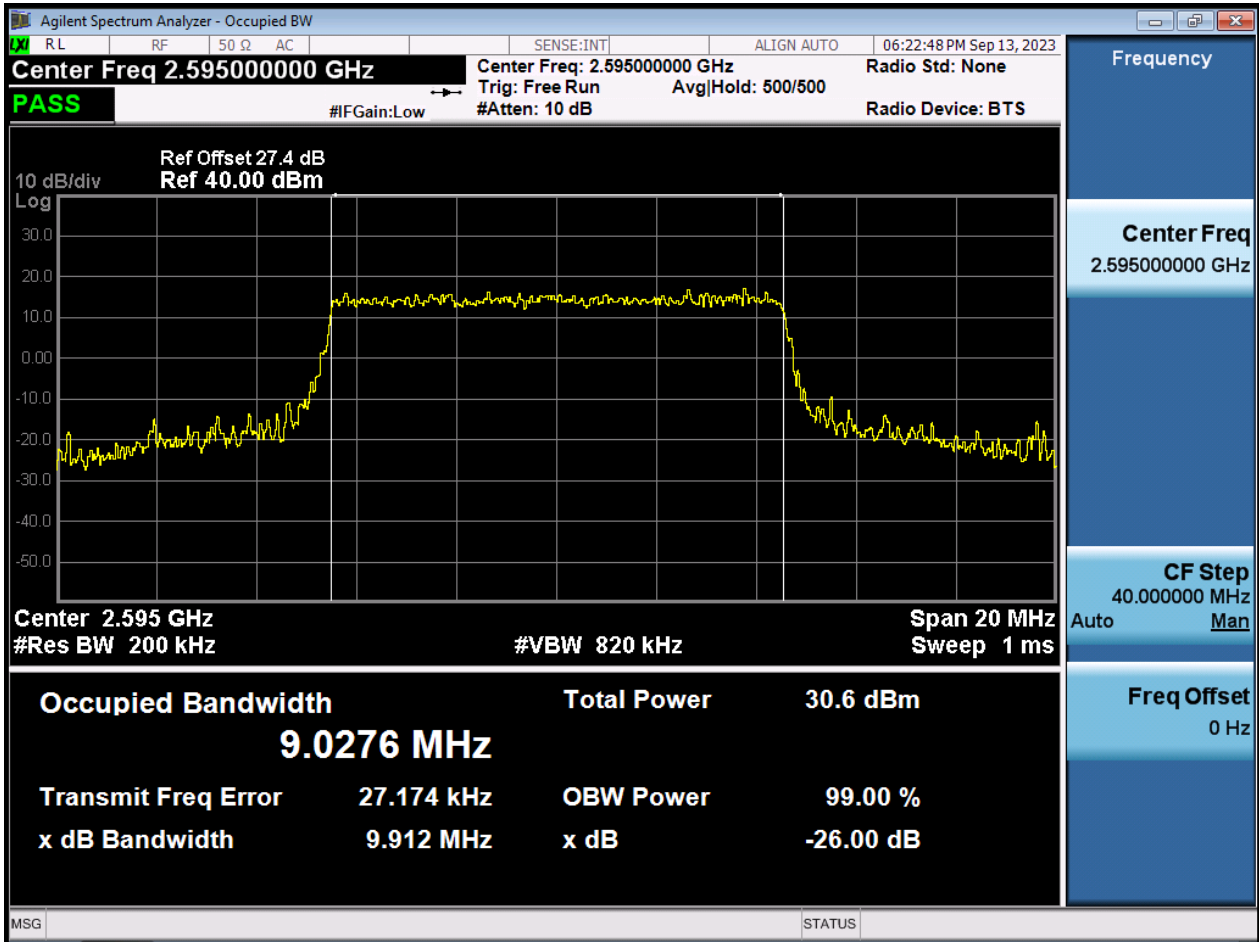 Agilent Spectrum Analyzer - Occupied BW
LXI RL RF 50 Ω AC SENSE:INT ALIGN AUTO 06:22:48 PM Sep 13, 2023
Center Freq 2.595000000 GHz
Center Freq: 2.595000000 GHz
Radio Std: None
Trig: Free Run Avg|Hold: 500/500
PASS
#IFGain:Low
#Atten: 10 dB
Radio Device: BTS
Ref Offset 27.4 dB
10 dB/div Ref 40.00 dBm
Log
30.0
20.0
10.0
0.00
-10.0
-20.0
-30.0
-40.0
-50.0
Center 2.595 GHz Span 20 MHz
#Res BW 200 kHz #VBW 820 kHz Sweep 1 ms
Occupied Bandwidth Total Power 30.6 dBm
9.0276 MHz
Transmit Freq Error 27.174 kHz OBW Power 99.00 %
x dB Bandwidth 9.912 MHz x dB -26.00 dB
Frequency
Center Freq
2.595000000 GHz
CF Step
40.000000 MHz
Auto Man
Freq Offset
0 Hz
MSG STATUS